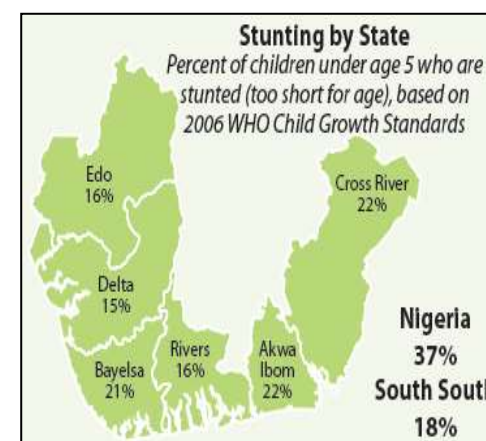 Stunting by State
Percent of children under age 5 who are
stunted (too short for age), based on
2006 WHO Child Growth Standards
Edo
16%
Cross River
22%
Delta
15%
Bayelsa
21%
Rivers
16%
Akwa
Ibom
22%
Nigeria
37%
South South
18%